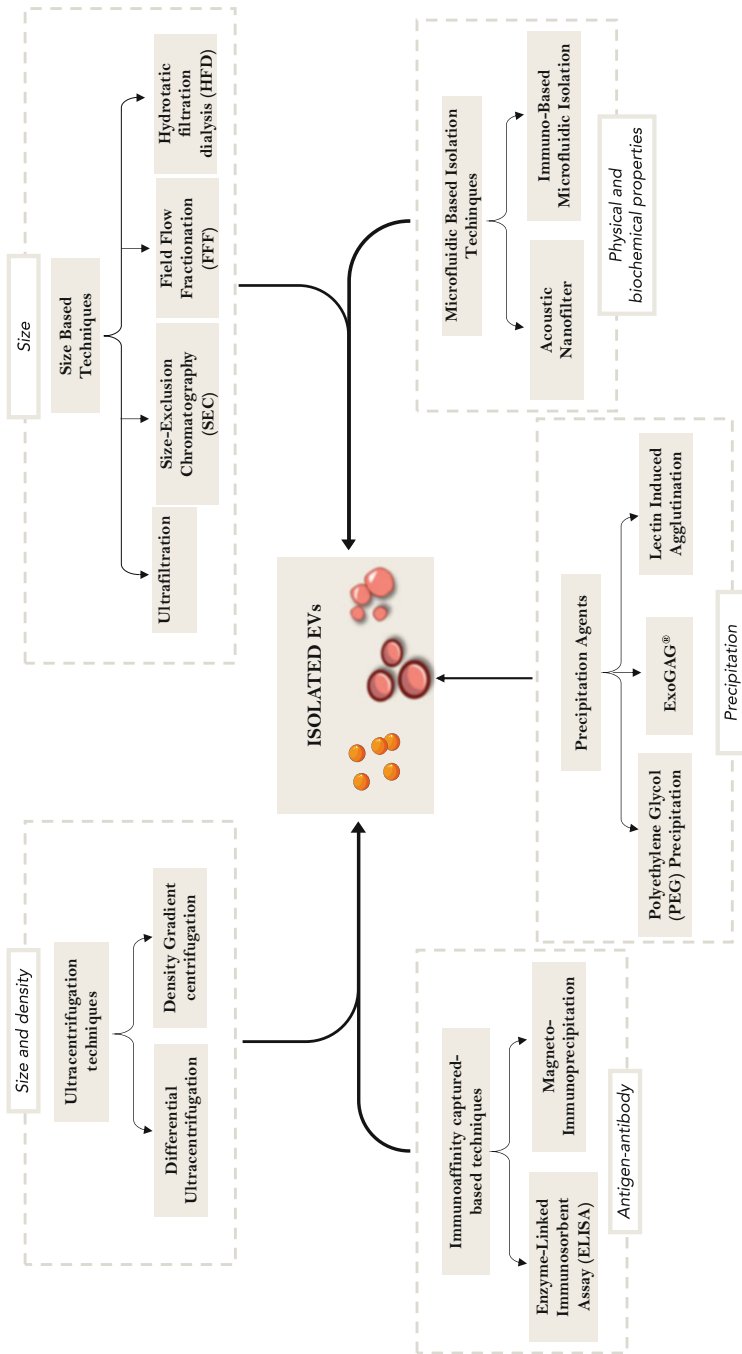 Size and density
Ultracentrifugation
techniques
Differential
Ultracentrifugation
Density Gradient
centrifugation
Size
Size Based
Techniques
Ultrafiltration
Size-Exclusion
Chromatography
(SEC)
Field Flow
Fractionation
(FFF)
Hydrotatic
filtration
dialysis (HFD)
ISOLATED EVs
Immunoaffinity captured-
based techniques
Enzyme-Linked
Immunosorbent
Assay (ELISA)
Magneto-
Immunoprecipitation
Antigen-antibody
Precipitation Agents
Polyethylene Glycol
(PEG) Precipitation
ExoGAG®
Lectin Induced
Agglutination
Precipitation
Microfluidic Based Isolation
Techinques
Acoustic
Nanofilter
Immuno-Based
Microfluidic Isolation
Physical and
biochemical properties